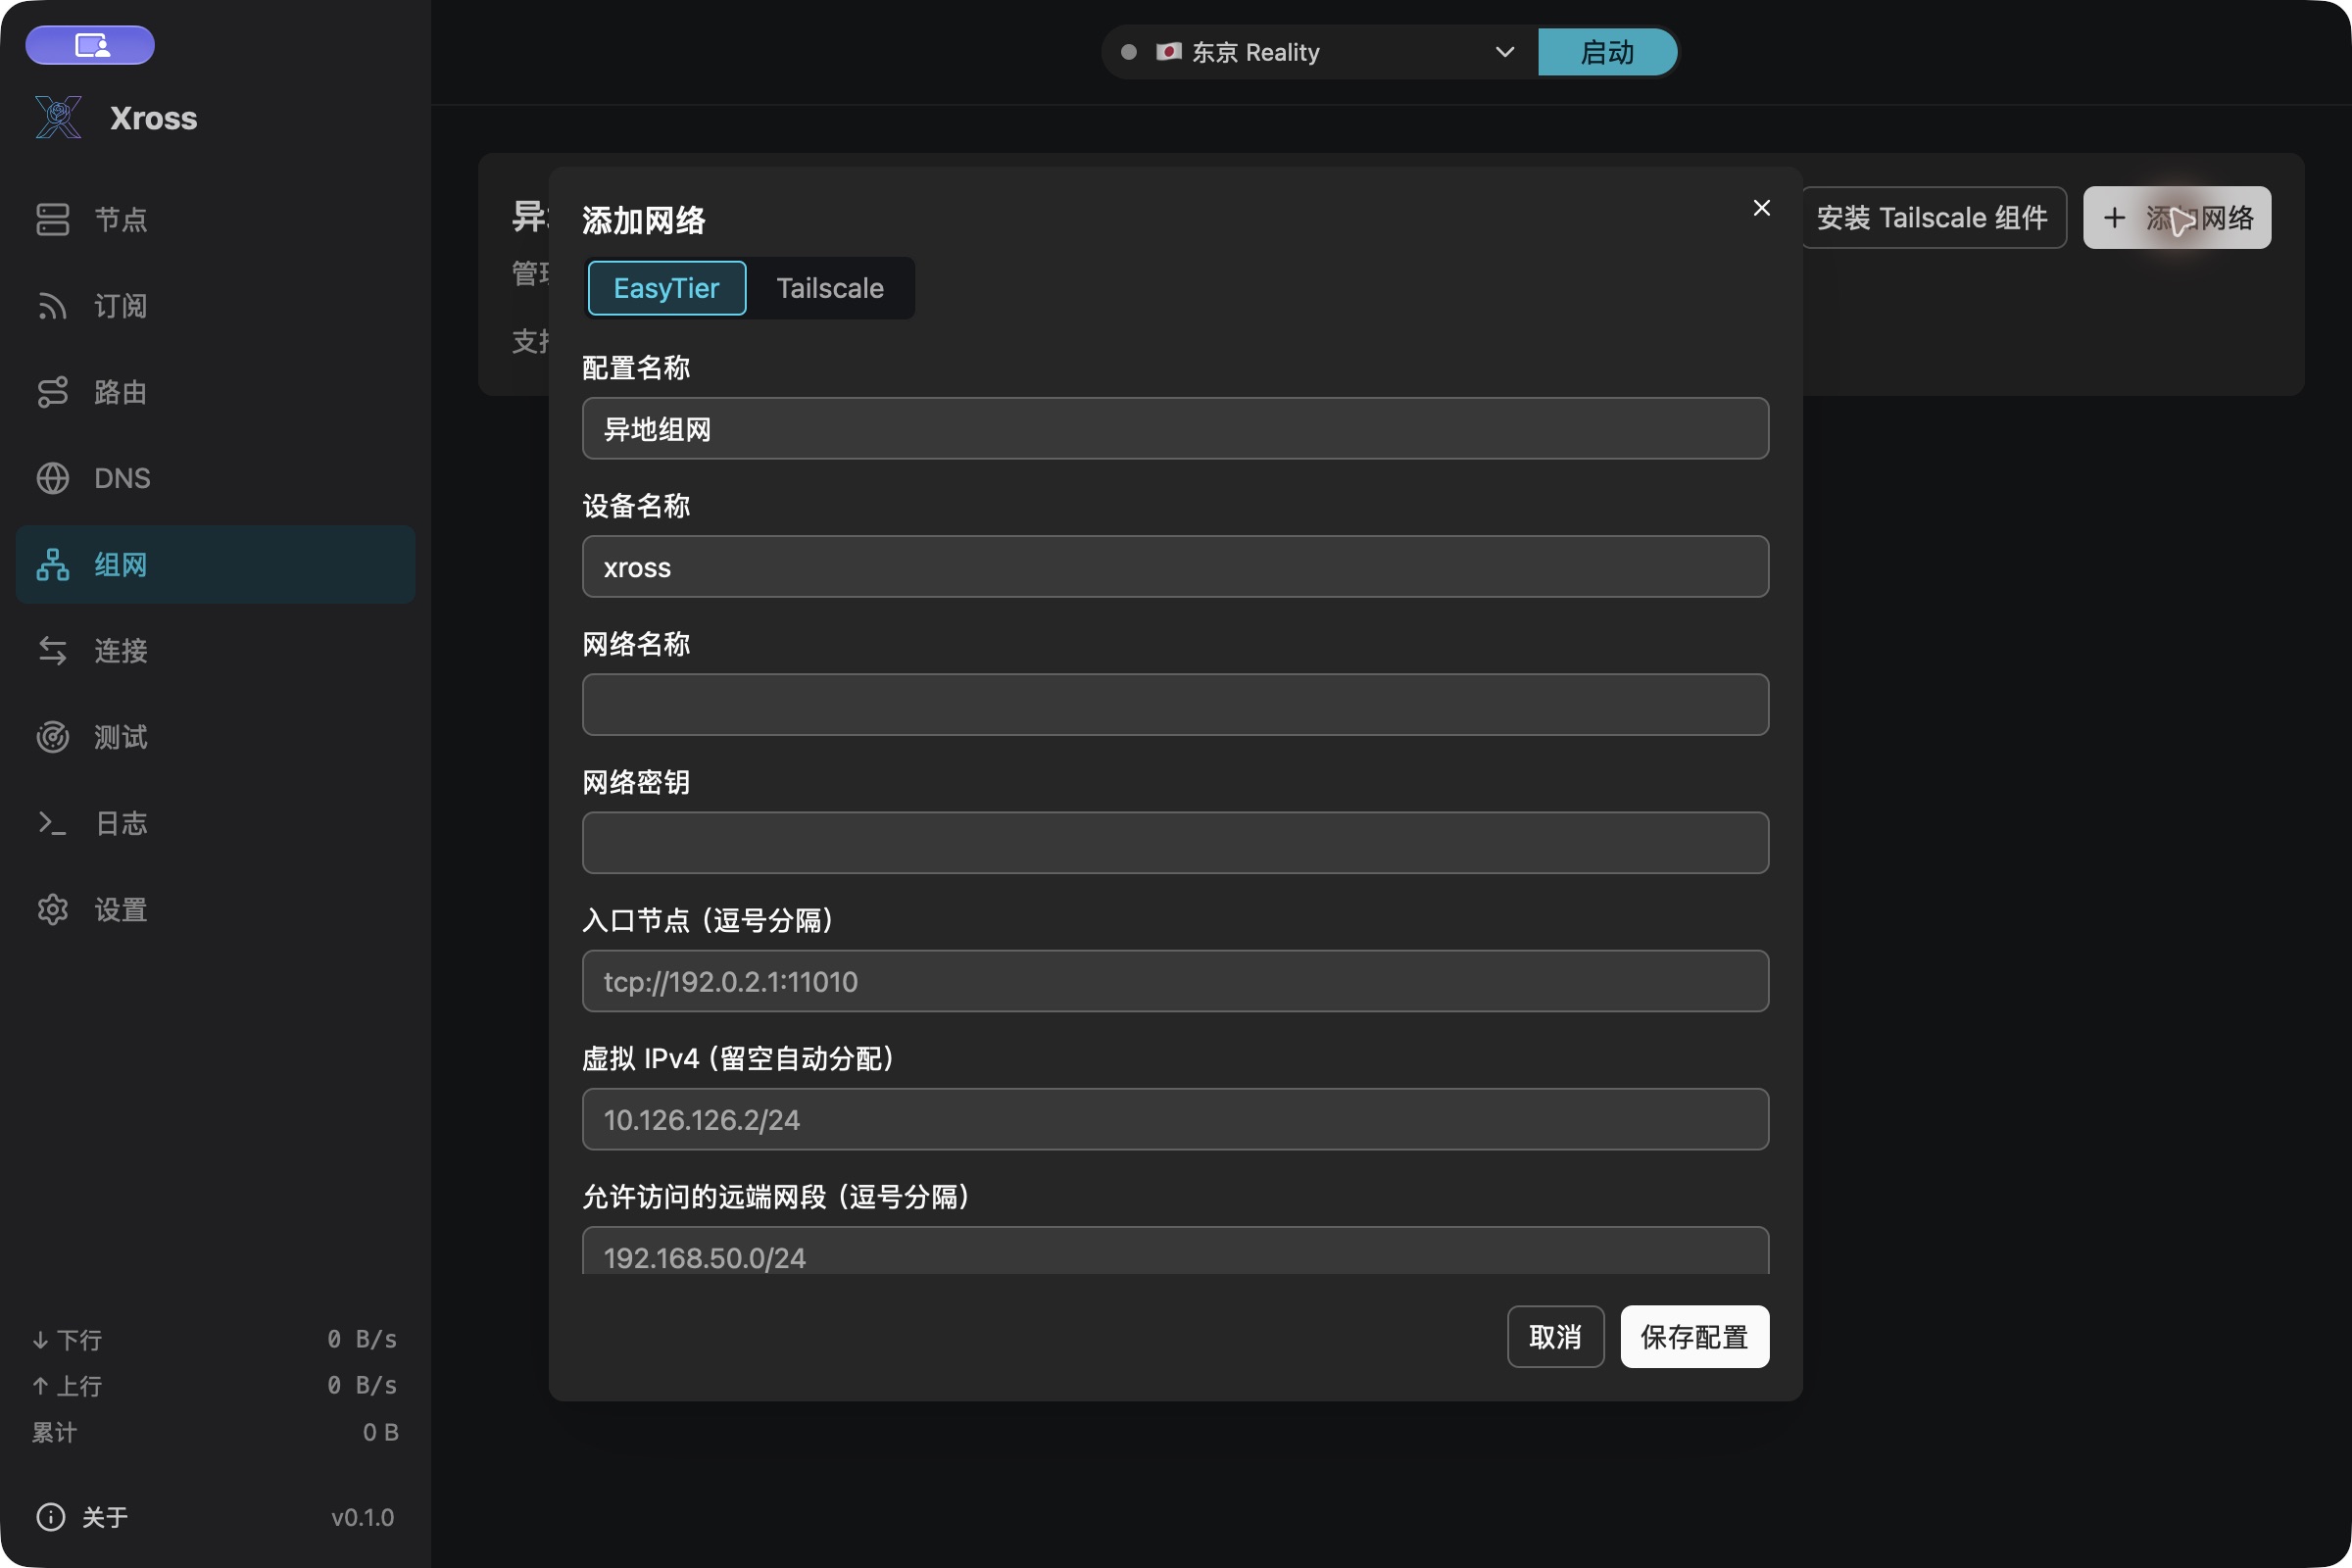 Xross
节点
订阅
路由
DNS
组网
连接
测试
日志
设置
下行 0 B/s
上行 0 B/s
累计 0 B
关于 v0.1.0
东京 Reality
启动
安装 Tailscale 组件
添加网络
添加网络
EasyTier
Tailscale
配置名称
异地组网
设备名称
xross
网络名称
网络密钥
入口节点（逗号分隔）
tcp://192.0.2.1:11010
虚拟 IPv4（留空自动分配）
10.126.126.2/24
允许访问的远端网段（逗号分隔）
192.168.50.0/24
取消
保存配置